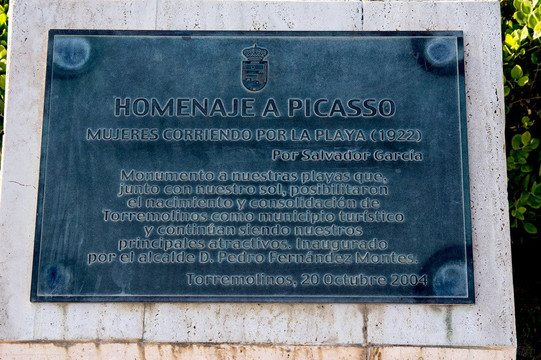 HOMENAJE A PICASSO
MUJERES CORRIENDO POR LA PLAYA (1922)
Por Salvador García
Monumento a nuestras playas que,
junto con nuestro sol, posibilitaron
el nacimiento y consolidación de
Torremolinos como municipio turístico
y continúan siendo nuestros
principales atractivos. Inaugurado
por el alcalde D. Pedro Fernández Montes.
Torremolinos, 20 Octubre 2004